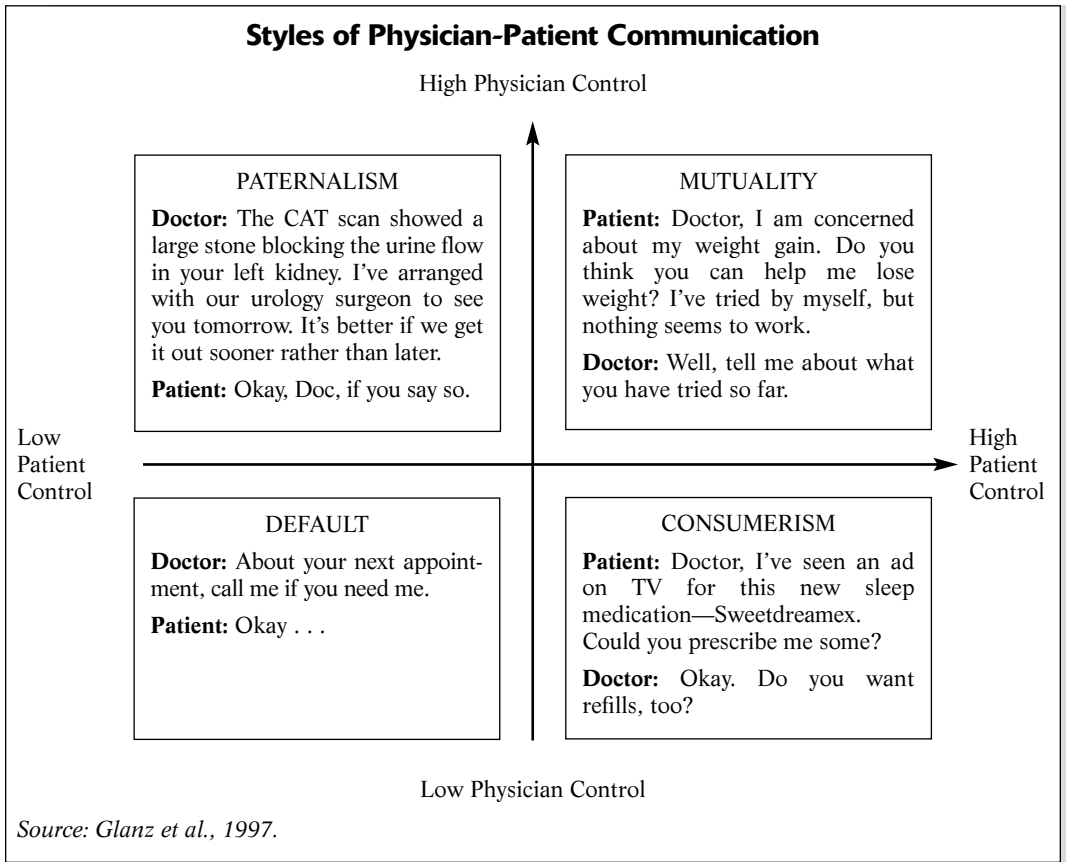 Styles of Physician-Patient Communication
High Physician Control
PATERNALISM
Doctor: The CAT scan showed a
large stone blocking the urine flow
in your left kidney. I've arranged
with our urology surgeon to see
you tomorrow. It's better if we get
it out sooner rather than later.
Patient: Okay, Doc, if you say so.
MUTUALITY
Patient: Doctor, I am concerned
about my weight gain. Do you
think you can help me lose
weight? I've tried by myself, but
nothing seems to work.
Doctor: Well, tell me about what
you have tried so far.
Low
Patient
Control
High
Patient
Control
DEFAULT
Doctor: About your next appoint-
ment, call me if you need me.
Patient: Okay . . .
CONSUMERISM
Patient: Doctor, I've seen an ad
on TV for this new sleep
medication—Sweetdreamex.
Could you prescribe me some?
Doctor: Okay. Do you want
refills, too?
Low Physician Control
Source: Glanz et al., 1997.